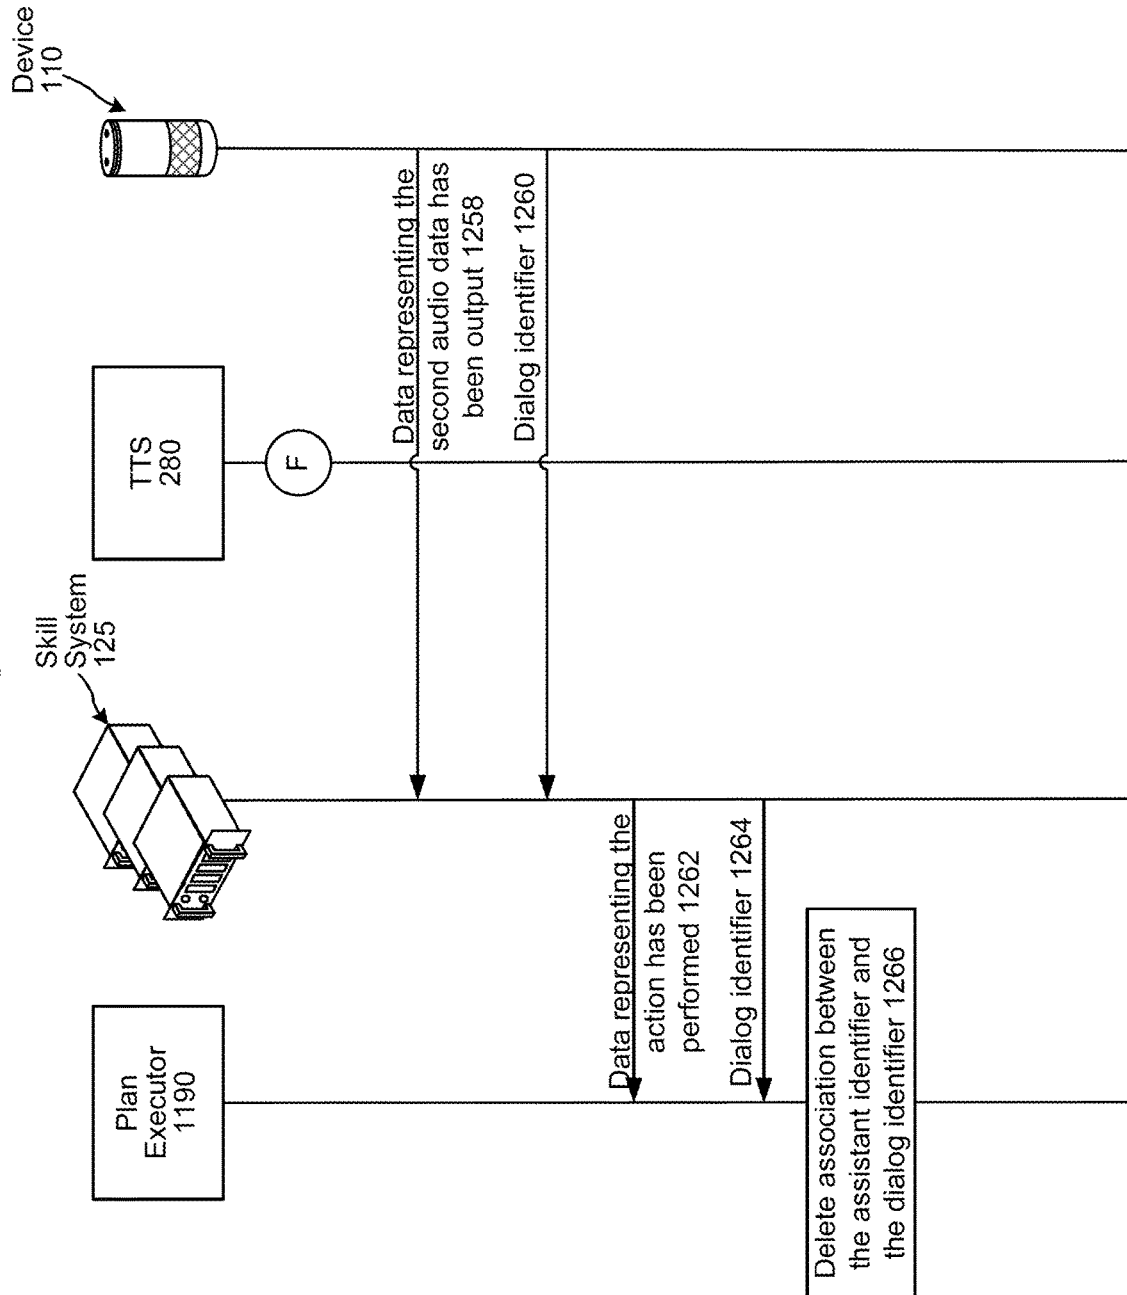 Plan
Executor
1190
Skill
System
125
TTS
280
Device
110
F
Data representing the
second audio data has
been output 1258
Dialog identifier 1260
Data representing the
action has been
performed 1262
Dialog identifier 1264
Delete association between
the assistant identifier and
the dialog identifier 1266